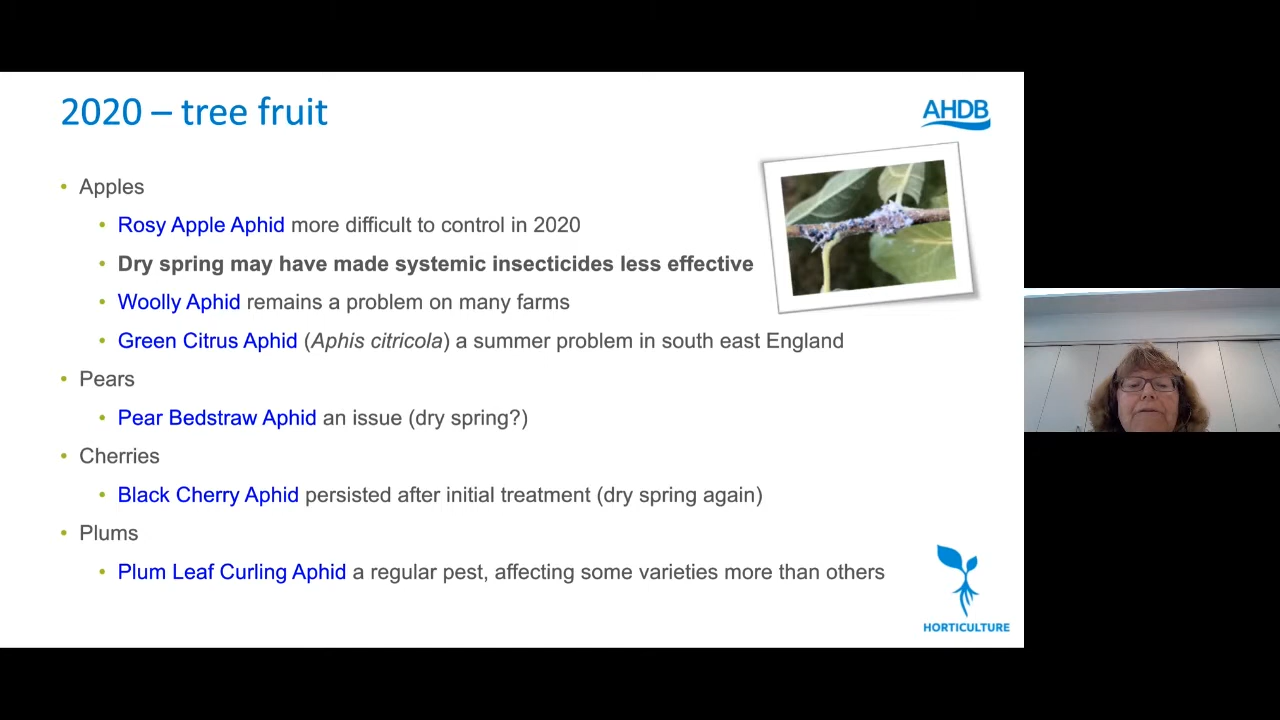 2020 – tree fruit
AHDB
• Apples
• Rosy Apple Aphid more difficult to control in 2020
• Dry spring may have made systemic insecticides less effective
• Woolly Aphid remains a problem on many farms
• Green Citrus Aphid (Aphis citricola) a summer problem in south east England
• Pears
• Pear Bedstraw Aphid an issue (dry spring?)
• Cherries
• Black Cherry Aphid persisted after initial treatment (dry spring again)
• Plums
• Plum Leaf Curling Aphid a regular pest, affecting some varieties more than others
HORTICULTURE